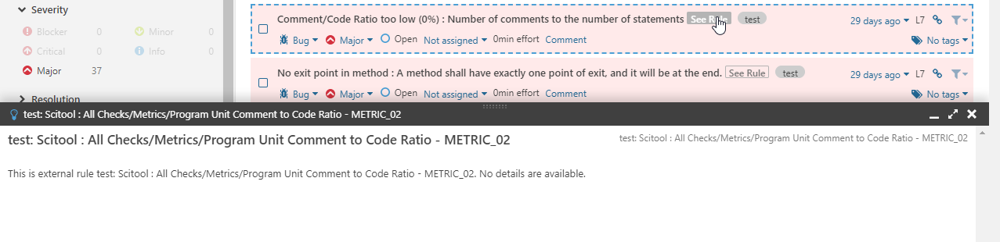 Severity
Blocker 0 Minor 0
Critical 0 Info 0
Major 37
Resolution
Comment/Code Ratio too low (0%) : Number of comments to the number of statements See Rule test 29 days ago L7
Bug Major Open Not assigned 0min effort Comment No tags
No exit point in method : A method shall have exactly one point of exit, and it will be at the end. See Rule test 29 days ago L7
Bug Major Open Not assigned 0min effort Comment No tags
test: Scitool : All Checks/Metrics/Program Unit Comment to Code Ratio - METRIC_02
test: Scitool : All Checks/Metrics/Program Unit Comment to Code Ratio - METRIC_02 test: Scitool : All Checks/Metrics/Program Unit Comment to Code Ratio - METRIC_02
This is external rule test: Scitool : All Checks/Metrics/Program Unit Comment to Code Ratio - METRIC_02. No details are available.